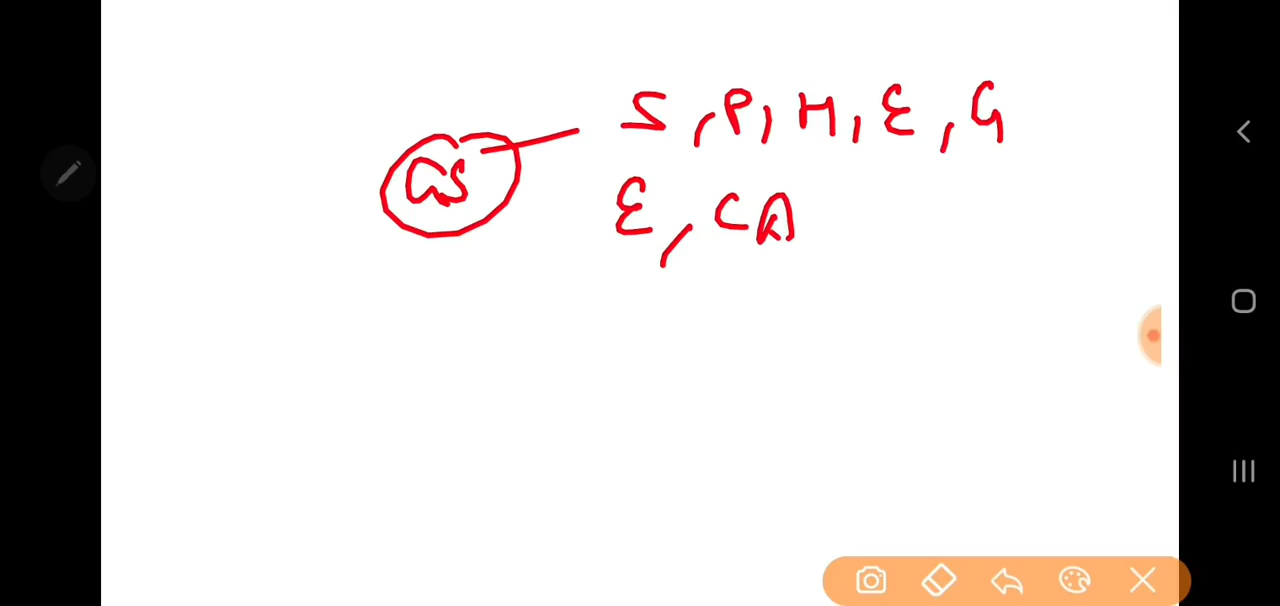 GS S, P, H, E, G
E, CA